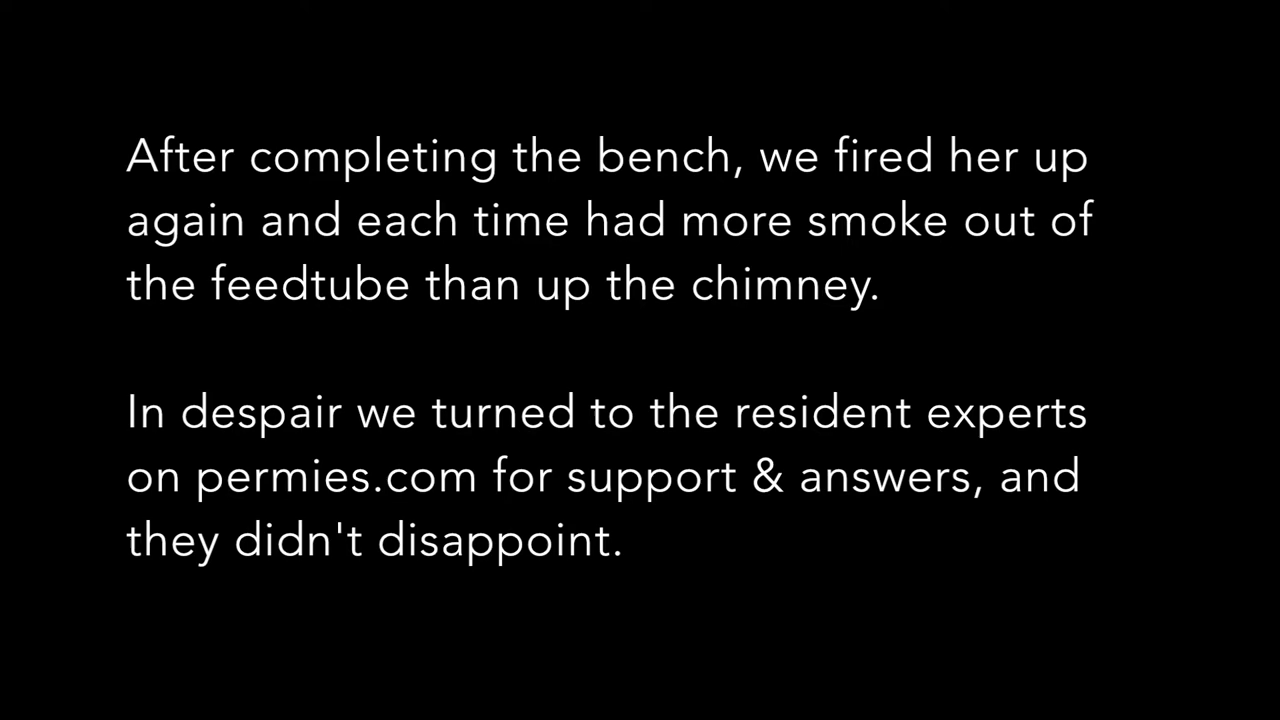 After completing the bench, we fired her up
again and each time had more smoke out of
the feedtube than up the chimney.
In despair we turned to the resident experts
on permies.com for support & answers, and
they didn't disappoint.